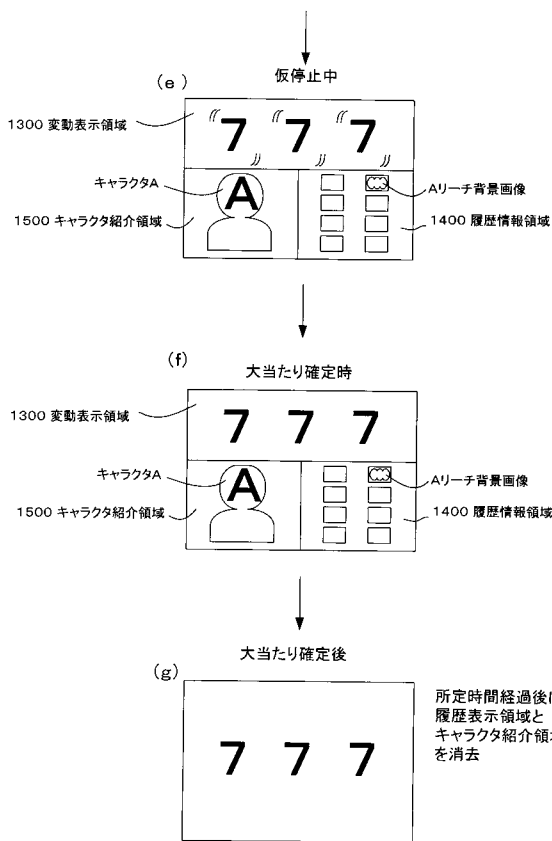 (e)
仮停止中
1300 変動表示領域
7 7 7
キャラクタA
A
Aリーチ背景画像
1500 キャラクタ紹介領域
1400 履歴情報領域
(f)
大当たり確定時
1300 変動表示領域
7 7 7
キャラクタA
A
Aリーチ背景画像
1500 キャラクタ紹介領域
1400 履歴情報領域
大当たり確定後
(g)
7 7 7
所定時間経過後
履歴表示領域と
キャラクタ紹介領
を消去